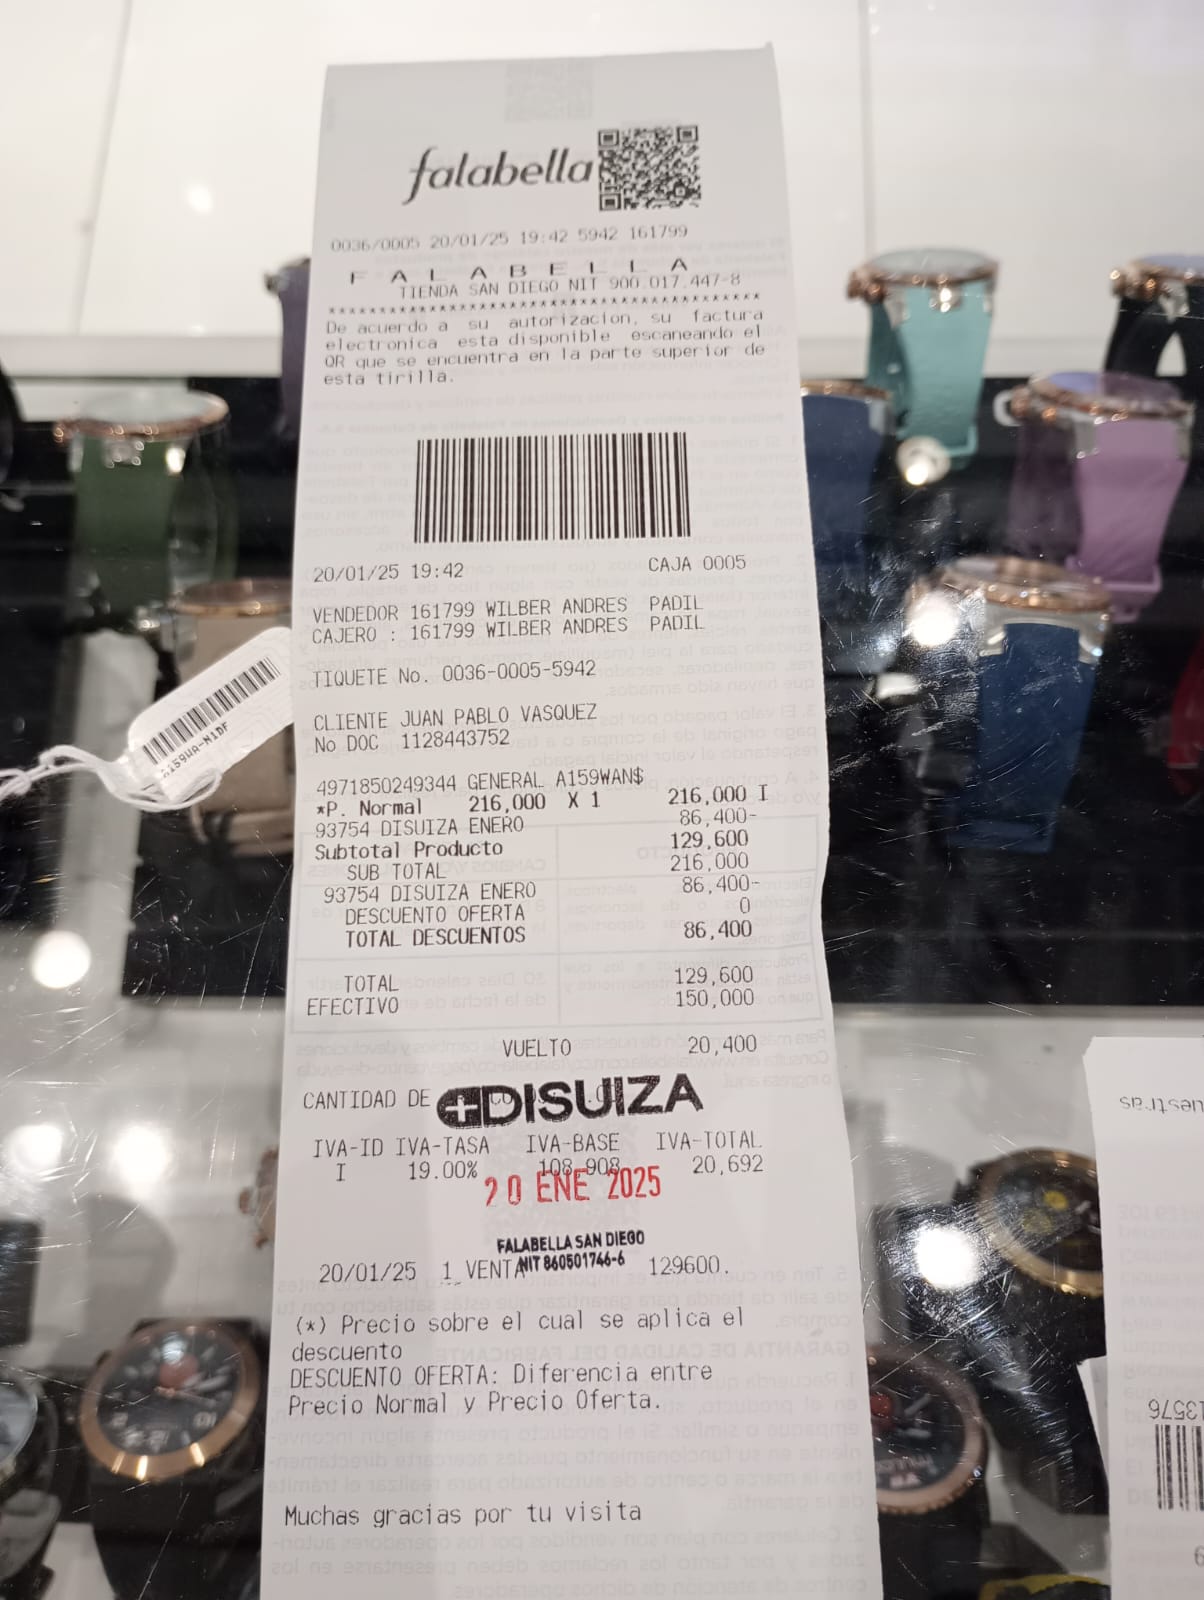 falabella
0036/0005 20/01/25 19:42 5942 161799
F A L A B E L L A
TIENDA SAN DIEGO NIT 900.017.447-8
****************************************
De acuerdo a su autorizacion, su factura
electronica esta disponible escaneando el
QR que se encuentra en la parte superior de
esta tirilla.
20/01/25 19:42 CAJA 0005
VENDEDOR 161799 WILBER ANDRES PADIL
CAJERO : 161799 WILBER ANDRES PADIL
TIQUETE No. 0036-0005-5942
CLIENTE JUAN PABLO VASQUEZ
No DOC 1128443752
A159WA-N1DF
4971850249344 GENERAL A159WAN$
*P. Normal 216,000 X 1 216,000 I
93754 DISUIZA ENERO 86,400-
Subtotal Producto 129,600
SUB TOTAL 216,000
93754 DISUIZA ENERO 86,400-
DESCUENTO OFERTA 0
TOTAL DESCUENTOS 86,400
TOTAL 129,600
EFECTIVO 150,000
VUELTO 20,400
CANTIDAD DE
DISUIZA
IVA-ID IVA-TASA IVA-BASE IVA-TOTAL
I 19.00% 108,908 20,692
20 ENE 2025
FALABELLA SAN DIEGO
NIT 860501746-6
20/01/25 1 VENTA 129600.
(*) Precio sobre el cual se aplica el
descuento
DESCUENTO OFERTA: Diferencia entre
Precio Normal y Precio Oferta.
Muchas gracias por tu visita